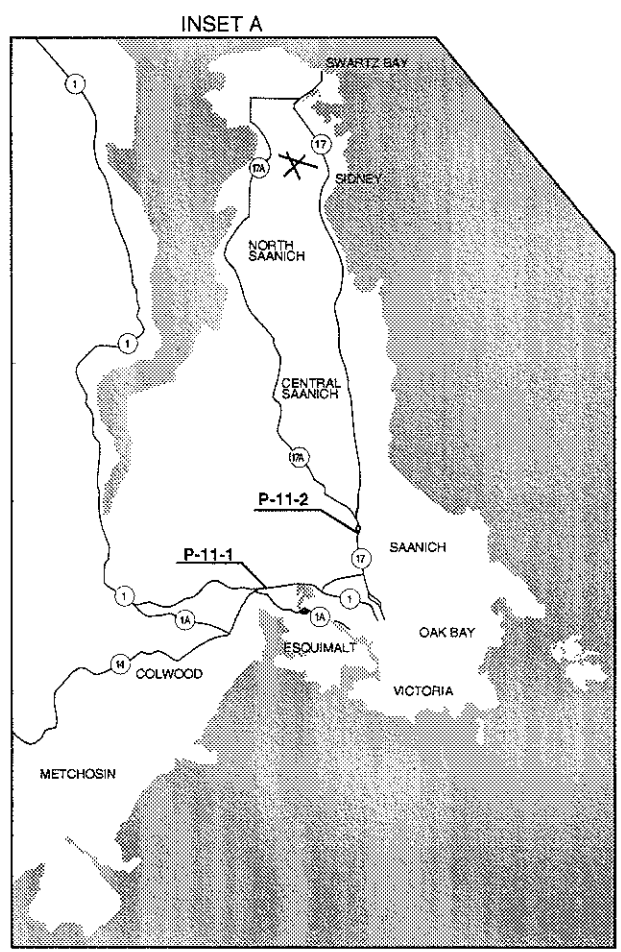 INSET A
SWARTZ BAY
1
17
17A
SIDNEY
NORTH
SAANICH
1
CENTRAL
SAANICH
17A
P-11-2
SAANICH
P-11-1
17
1
1
1A
1A
OAK BAY
ESQUIMALT
14
COLWOOD
VICTORIA
METCHOSIN